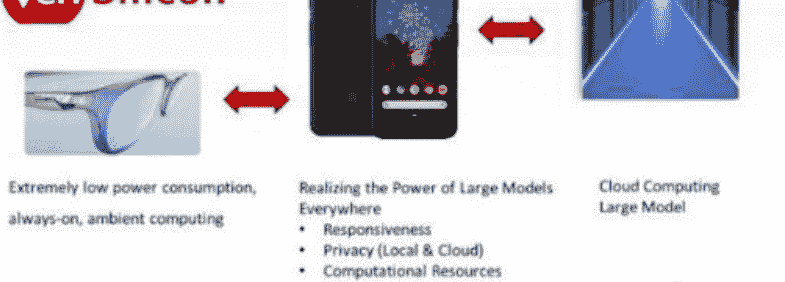 Extremely low power consumption,
always-on, ambient computing
Realizing the Power of Large Models
Everywhere
• Responsiveness
• Privacy (Local & Cloud)
• Computational Resources
Cloud Computing
Large Model